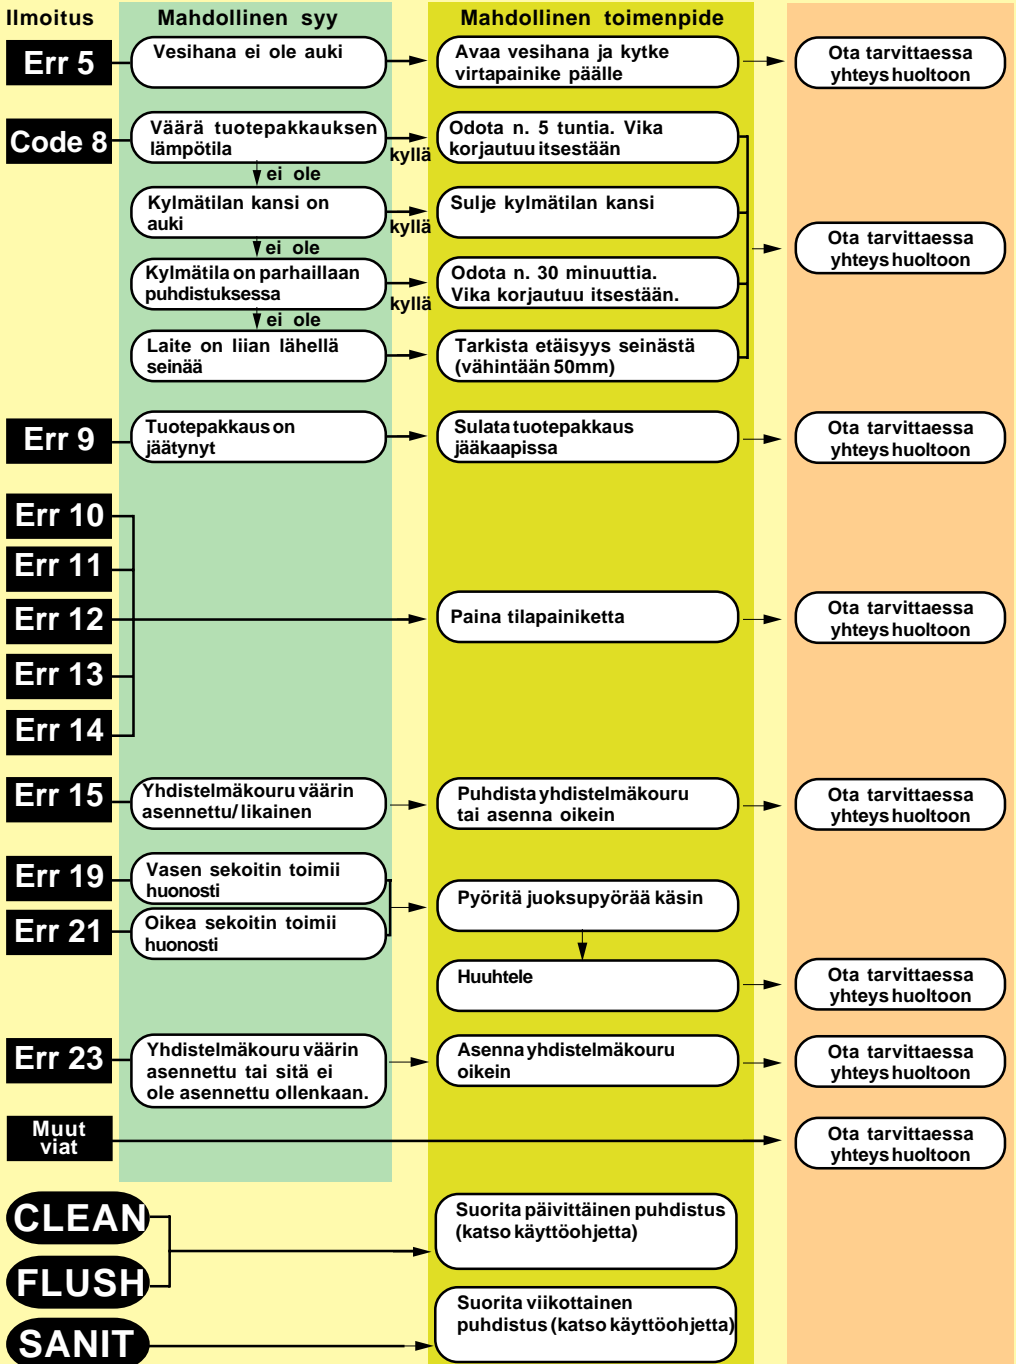 Ilmoitus
Mahdollinen syy
Mahdollinen toimenpide
Err 5
Vesihana ei ole auki
Avaa vesihana ja kytke
virtapainike päälle
Ota tarvittaessa
yhteys huoltoon
Code 8
Väärä tuotepakkauksen
lämpötila
kyllä
Odota n. 5 tuntia. Vika
korjautuu itsestään
ei ole
Kylmätilan kansi on
auki
kyllä
Sulje kylmätilan kansi
Ota tarvittaessa
yhteys huoltoon
ei ole
Kylmätila on parhaillaan
puhdistuksessa
kyllä
Odota n. 30 minuuttia.
Vika korjautuu itsestään.
ei ole
Laite on liian lähellä
seinää
Tarkista etäisyys seinästä
(vähintään 50mm)
Err 9
Tuotepakkaus on
jäätynyt
Sulata tuotepakkaus
jääkaapissa
Ota tarvittaessa
yhteys huoltoon
Err 10
Err 11
Err 12
Err 13
Err 14
Paina tilapainiketta
Ota tarvittaessa
yhteys huoltoon
Err 15
Yhdistelmäkouru väärin
asennettu/ likainen
Puhdista yhdistelmäkouru
tai asenna oikein
Ota tarvittaessa
yhteys huoltoon
Err 19
Vasen sekoitin toimii
huonosti
Err 21
Oikea sekoitin toimii
huonosti
Pyöritä juoksupyörää käsin
Huuhtele
Ota tarvittaessa
yhteys huoltoon
Err 23
Yhdistelmäkouru väärin
asennettu tai sitä ei
ole asennettu ollenkaan.
Asenna yhdistelmäkouru
oikein
Ota tarvittaessa
yhteys huoltoon
Muut
viat
Ota tarvittaessa
yhteys huoltoon
CLEAN
FLUSH
Suorita päivittäinen puhdistus
(katso käyttöohjetta)
SANIT
Suorita viikottainen
puhdistus (katso käyttöohjetta)